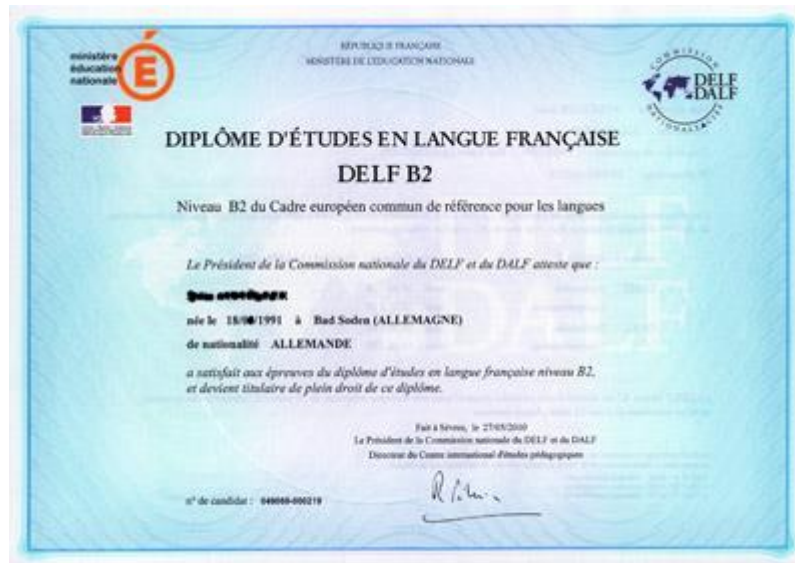 ministère
éducation
nationale
RÉPUBLIQUE FRANÇAISE
MINISTÈRE DE L'ÉDUCATION NATIONALE
COMMISSION
DELF
DALF
NATIONALE
DIPLÔME D'ÉTUDES EN LANGUE FRANÇAISE
DELF B2
Niveau B2 du Cadre européen commun de référence pour les langues
Le Président de la Commission nationale du DELF et du DALF atteste que :
née le 18/ /1991 à Bad Soden (ALLEMAGNE)
de nationalité ALLEMANDE
a satisfait aux épreuves du diplôme d'études en langue française niveau B2,
et devient titulaire de plein droit de ce diplôme.
Fait à Sèvres, le 27/05/2010
Le Président de la Commission nationale du DELF et du DALF
Directeur du Centre international d'études pédagogiques
n° de candidat :